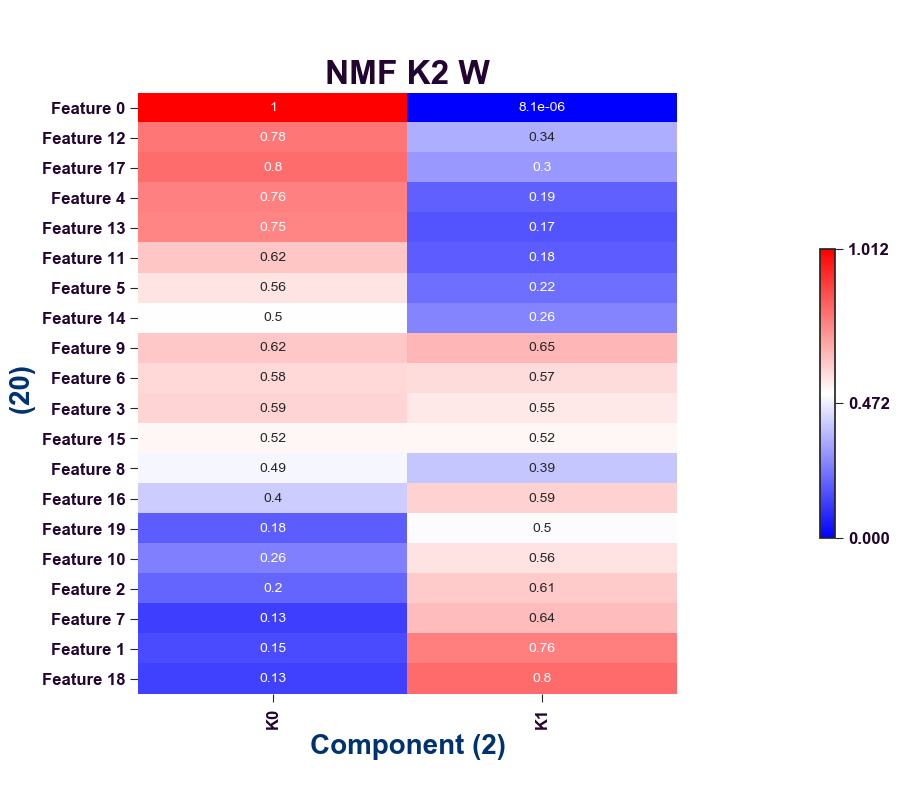 NMF K2 W
Feature 0 1 8.1e-06
Feature 12 0.78 0.34
Feature 17 0.8 0.3
Feature 4 0.76 0.19
Feature 13 0.75 0.17
Feature 11 0.62 0.18
Feature 5 0.56 0.22
Feature 14 0.5 0.26
Feature 9 0.62 0.65
Feature 6 0.58 0.57
Feature 3 0.59 0.55
Feature 15 0.52 0.52
Feature 8 0.49 0.39
Feature 16 0.4 0.59
Feature 19 0.18 0.5
Feature 10 0.26 0.56
Feature 2 0.2 0.61
Feature 7 0.13 0.64
Feature 1 0.15 0.76
Feature 18 0.13 0.8
(20)
K0 K1
Component (2)
1.012
0.472
0.000